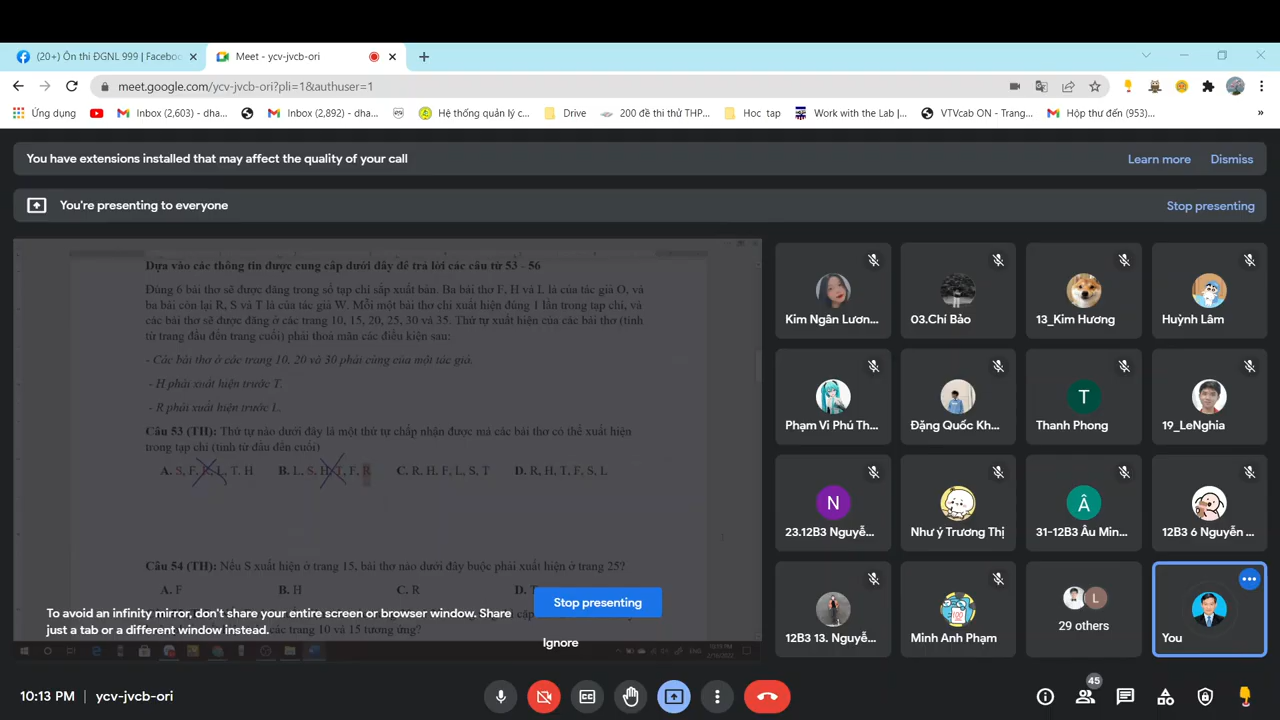 (20+) Ôn thi ĐGNL 999 | Faceboo
Meet - ycv-jvcb-ori
meet.google.com/ycv-jvcb-ori?pli=1&authuser=1
Ứng dụng
Inbox (2,603) - dha...
Inbox (2,892) - dha...
Hệ thống quản lý c...
Drive
200 đề thi thử THP...
Học tạp
Work with the Lab |...
VTVcab ON - Trang...
Hộp thư đến (953)...
»
You have extensions installed that may affect the quality of your call
Learn more
Dismiss
You're presenting to everyone
Stop presenting
Dựa vào các thông tin được cung cấp dưới đây để trả lời các câu từ 53 - 56
Đúng 6 bài thơ sẽ được đăng trong số tạp chí sắp xuất bản. Ba bài thơ F, H và L là của tác giả O, và
ba bài còn lại R, S và T là của tác giả W. Mỗi một bài thơ chỉ xuất hiện đúng 1 lần trong tạp chí, và
các bài thơ sẽ được đăng ở các trang 10, 15, 20, 25, 30 và 35. Thứ tự xuất hiện của các bài thơ (tính
từ trang đầu đến trang cuối) phải thỏa mãn các điều kiện sau:
- Các bài thơ ở các trang 10, 20 và 30 phải cùng của một tác giả.
- H phải xuất hiện trước T.
- R phải xuất hiện trước L.
Câu 53 (TH): Thứ tự nào dưới đây là một thứ tự chấp nhận được mà các bài thơ có thể xuất hiện
trong tạp chí (tính từ đầu đến cuối)
A. S, F, R, L, T, H B. L, S, H, T, F, R C. R, H, F, L, S, T D. R, H, T, F, S, L
Câu 54 (TH): Nếu S xuất hiện ở trang 15, bài thơ nào dưới đây buộc phải xuất hiện ở trang 25?
A. F B. H C. R D. T
To avoid an infinity mirror, don't share your entire screen or browser window. Share
just a tab or a different window instead.
các trang 10 và 15 tương ứng?
Stop presenting
Ignore
Kim Ngân Lươn...
03.Chí Bảo
13_Kim Hương
Huỳnh Lâm
Phạm Vĩ Phú Th...
Đặng Quốc Kh...
T
Thanh Phong
19_LeNghia
N
23.12B3 Nguyễ...
Như ý Trương Thị
Â
31-12B3 Âu Min...
12B3 6 Nguyễn ...
12B3 13. Nguyễ...
Minh Anh Phạm
L
29 others
You
10:13 PM | ycv-jvcb-ori
45